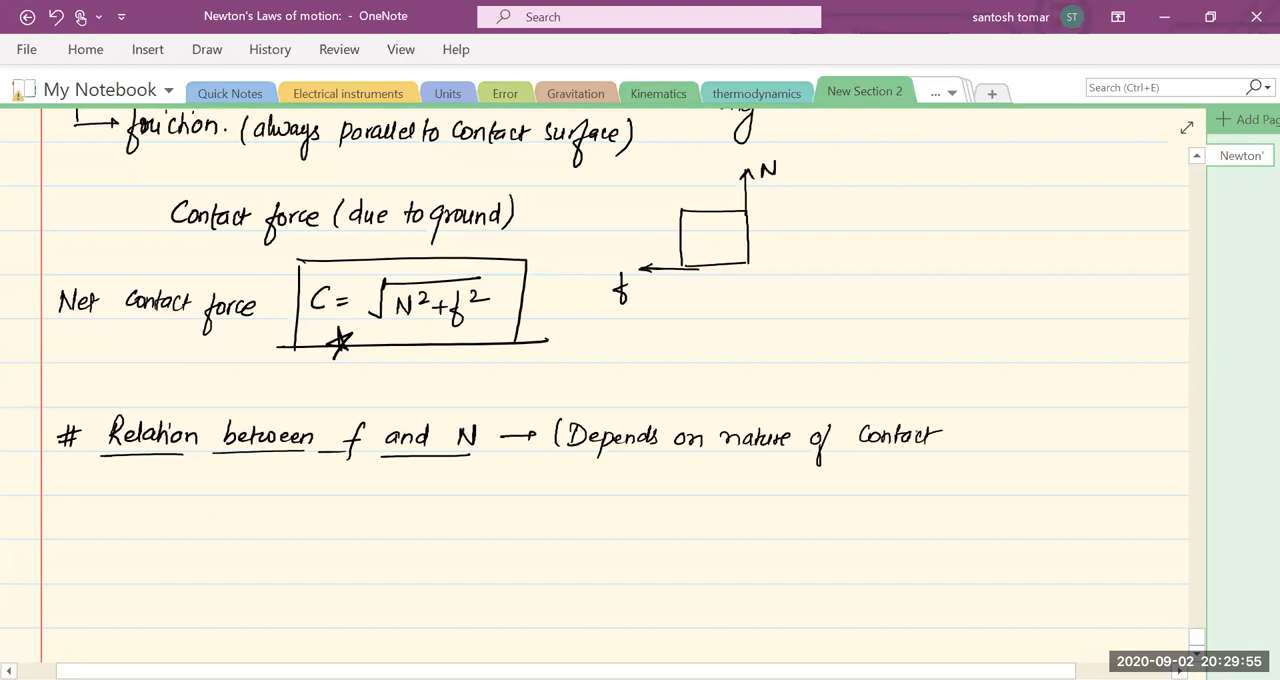 Newton's Laws of motion: - OneNote
Search
santosh tomar
ST
File Home Insert Draw History Review View Help
My Notebook
Quick Notes Electrical instruments Units Error Gravitation Kinematics thermodynamics New Section 2 ... +
Search (Ctrl+E)
Add Pag
Newton'
friction. (always parallel to Contact surface)
mg
N
Contact force (due to ground)
f
Net Contact force C = √N²+f²
# Relation between f and N → (Depends on nature of Contact
2020-09-02 20:29:55